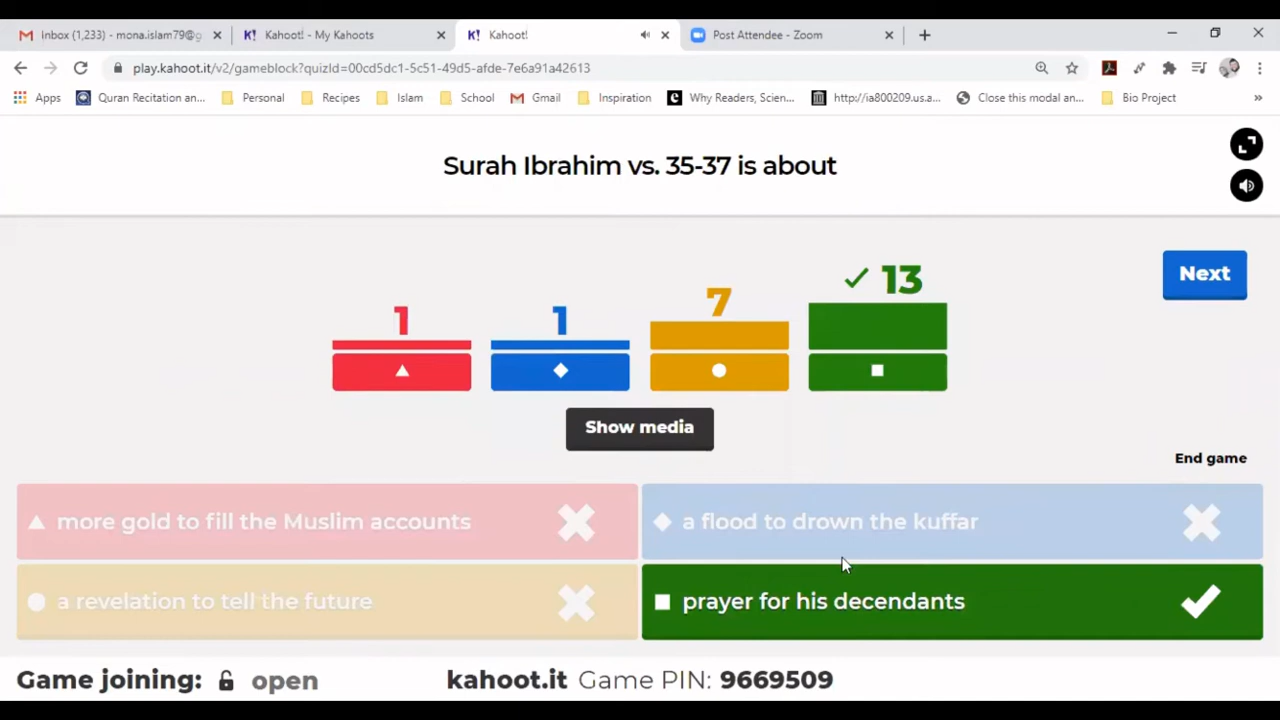 Inbox (1,233) - mona.islam79@g
Kahoot! - My Kahoots
Kahoot!
Post Attendee - Zoom
play.kahoot.it/v2/gameblock?quizId=00cd5dc1-5c51-49d5-afde-7e6a91a42613
Apps
Quran Recitation an...
Personal
Recipes
Islam
School
Gmail
Inspiration
Why Readers, Scien...
http://ia800209.us.a...
Close this modal an...
Bio Project
»
Surah Ibrahim vs. 35-37 is about
Next
1
1
7
13
Show media
End game
more gold to fill the Muslim accounts
a flood to drown the kuffar
a revelation to tell the future
prayer for his decendants
Game joining: open
kahoot.it Game PIN: 9669509